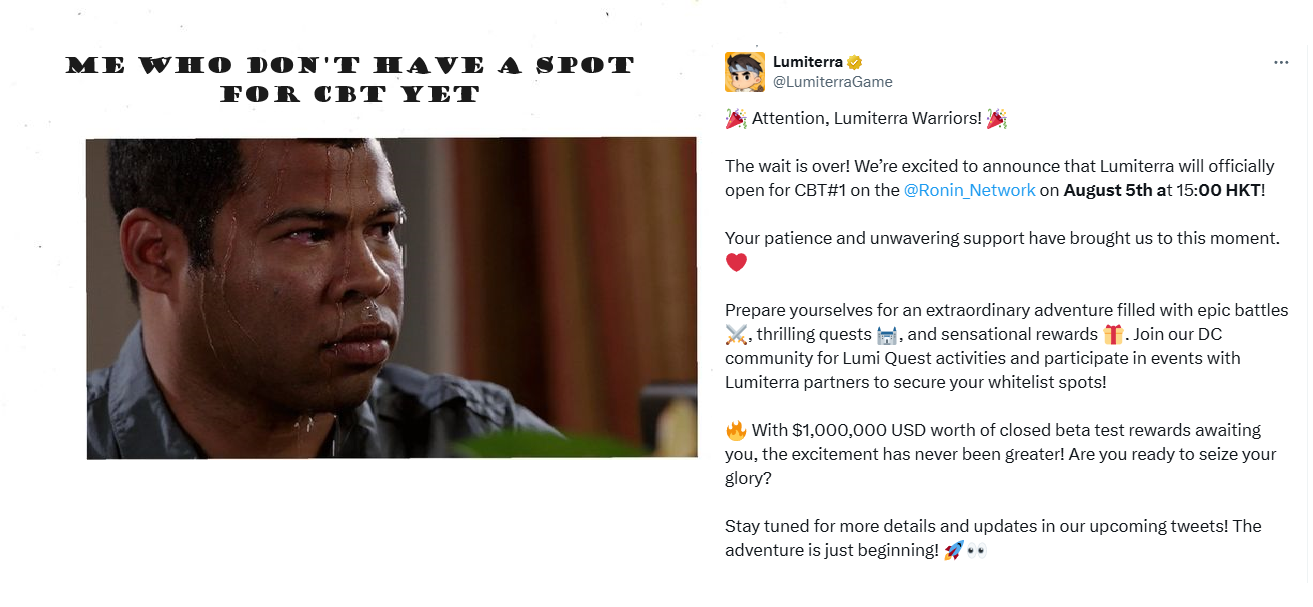 ME WHO DON'T HAVE A SPOT
FOR CBT YET
Lumiterra
@LumiterraGame
🎉 Attention, Lumiterra Warriors! 🎉
The wait is over! We’re excited to announce that Lumiterra will officially
open for CBT#1 on the @Ronin_Network on August 5th at 15:00 HKT!
Your patience and unwavering support have brought us to this moment.
❤️
Prepare yourselves for an extraordinary adventure filled with epic battles
⚔️, thrilling quests 🏰, and sensational rewards 🎁. Join our DC
community for Lumi Quest activities and participate in events with
Lumiterra partners to secure your whitelist spots!
🔥 With $1,000,000 USD worth of closed beta test rewards awaiting
you, the excitement has never been greater! Are you ready to seize your
glory?
Stay tuned for more details and updates in our upcoming tweets! The
adventure is just beginning! 🚀👀